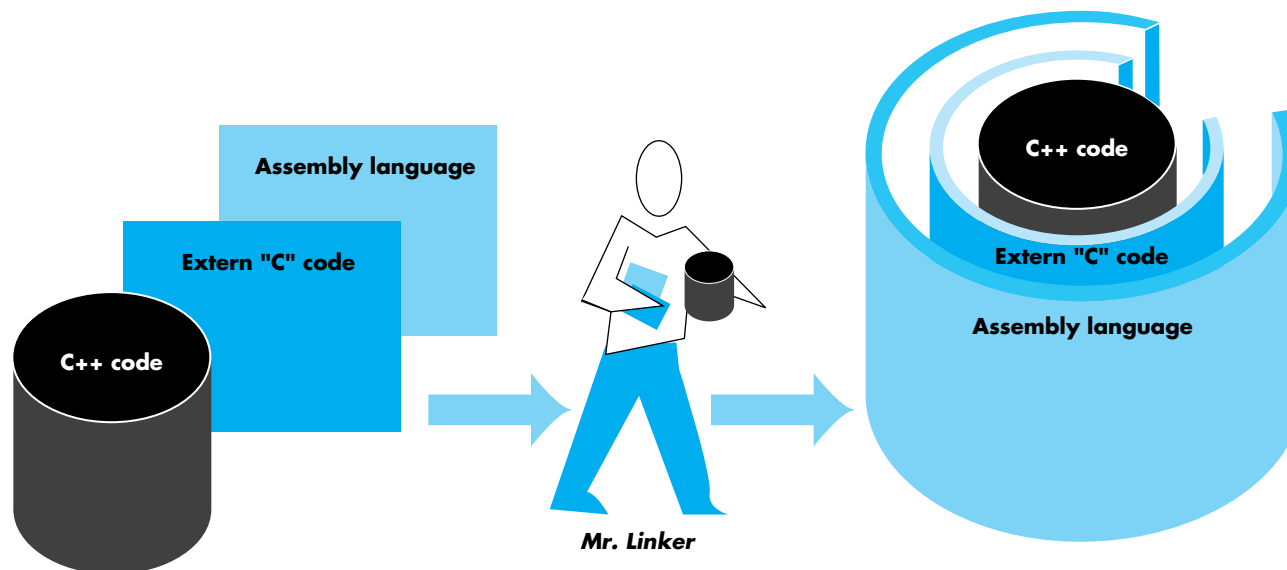 Assembly language
Extern "C" code
C++ code
Mr. Linker
C++ code
Extern "C" code
Assembly language